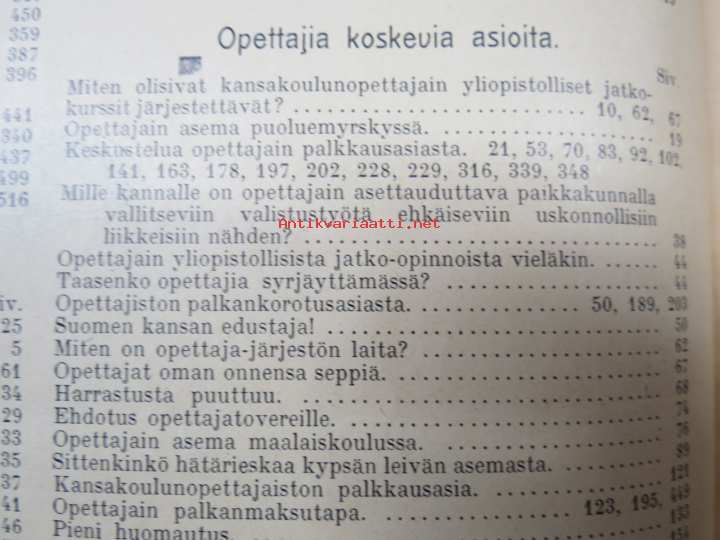 450
359
387
396
441
340
437
499
516
iv.
25
5
61
34
29
33
35
37
41
46
Opettajia koskevia asioita.
Siv
Miten olisivat kansakoulunopettajain yliopistolliset jatko-
kurssit järjestettävät? 10, 62, 67
Opettajain asema puoluemyrskyssä. 19
Keskustelua opettajain palkkausasiasta. 21, 53, 70, 83, 92, 102,
141, 163, 178, 197, 202, 228, 229, 316, 339, 348
Mille kannalle on opettajain asettauduttava paikkakunnalla
vallitseviin valistustyötä ehkäiseviin uskonnollisiin
liikkeisiin nähden? 38
Antikvariaatti.net
Opettajain yliopistollisista jatko-opinnoista vieläkin. 44
Taasenko opettajia syrjäyttämässä? 44
Opettajiston palkankorotusasiasta. 50, 189, 203
Suomen kansan edustaja! 50
Miten on opettaja-järjestön laita? 62
Opettajat oman onnensa seppiä. 67
Harrastusta puuttuu. 68
Ehdotus opettajatovereille. 74
Opettajain asema maalaiskoulussa. 76
Sittenkinkö hätärieskaa kypsän leivän asemasta. 89
Kansakoulunopettajaiston palkkausasia. 121
Opettajain palkanmaksutapa. 123, 195, 449
Pieni huomautus. 133